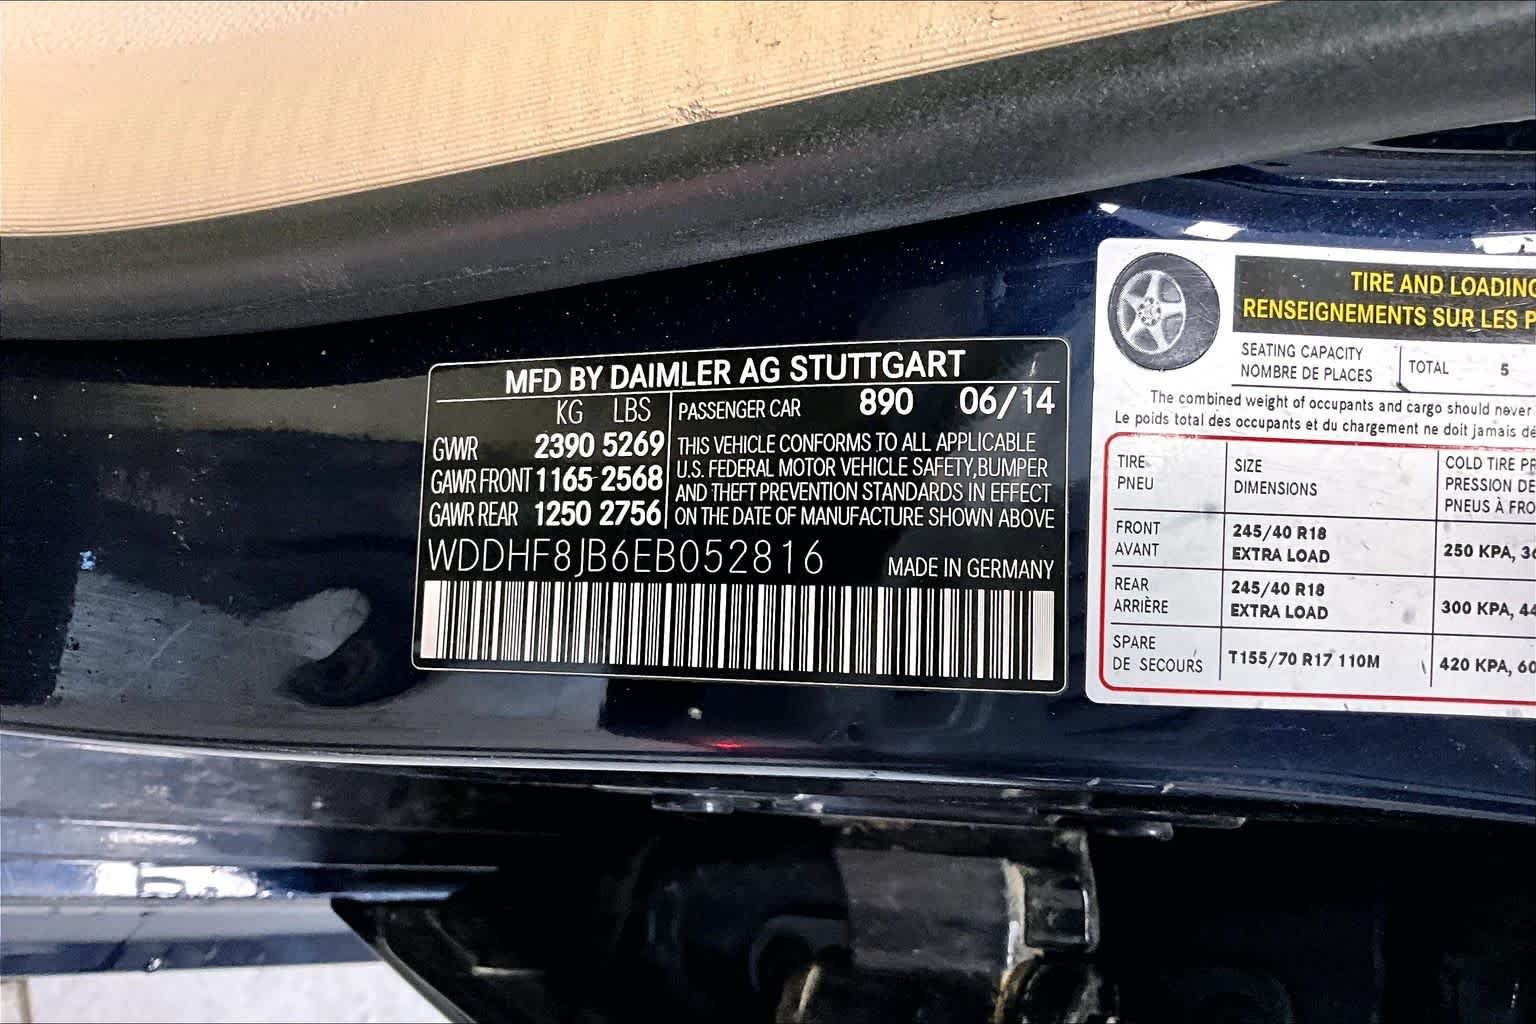 MFD BY DAIMLER AG STUTTGART
KG LBS PASSENGER CAR 890 06/14
GVWR 2390 5269 THIS VEHICLE CONFORMS TO ALL APPLICABLE
GAWR FRONT 1165 2568 U.S. FEDERAL MOTOR VEHICLE SAFETY, BUMPER
AND THEFT PREVENTION STANDARDS IN EFFECT
GAWR REAR 1250 2756 ON THE DATE OF MANUFACTURE SHOWN ABOVE
WDDHF8JB6EB052816 MADE IN GERMANY
TIRE AND LOADING
RENSEIGNEMENTS SUR LES P
SEATING CAPACITY
NOMBRE DE PLACES
TOTAL 5
The combined weight of occupants and cargo should never
Le poids total des occupants et du chargement ne doit jamais dé
TIRE
PNEU
SIZE
DIMENSIONS
COLD TIRE PR
PRESSION DE
PNEUS À FRO
FRONT
AVANT
245/40 R18
EXTRA LOAD
250 KPA, 36
REAR
ARRIÈRE
245/40 R18
EXTRA LOAD
300 KPA, 44
SPARE
DE SECOURS
T155/70 R17 110M
420 KPA, 60